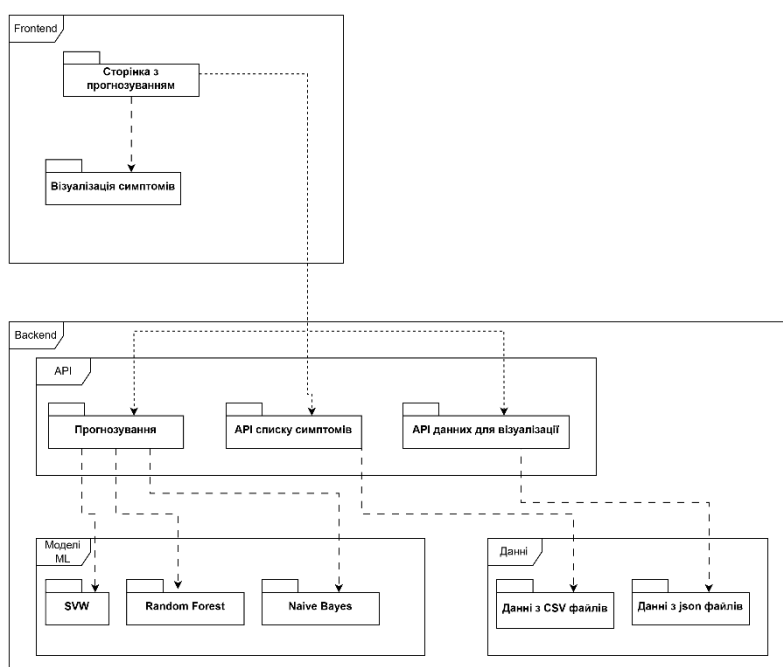 Frontend
Сторінка з
прогнозуванням
Візуалізація симптомів
Backend
API
Прогнозування
API списку симптомів
API данних для візуалізації
Моделі
ML
SVW
Random Forest
Naive Bayes
Данні
Данні з CSV файлів
Данні з json файлів